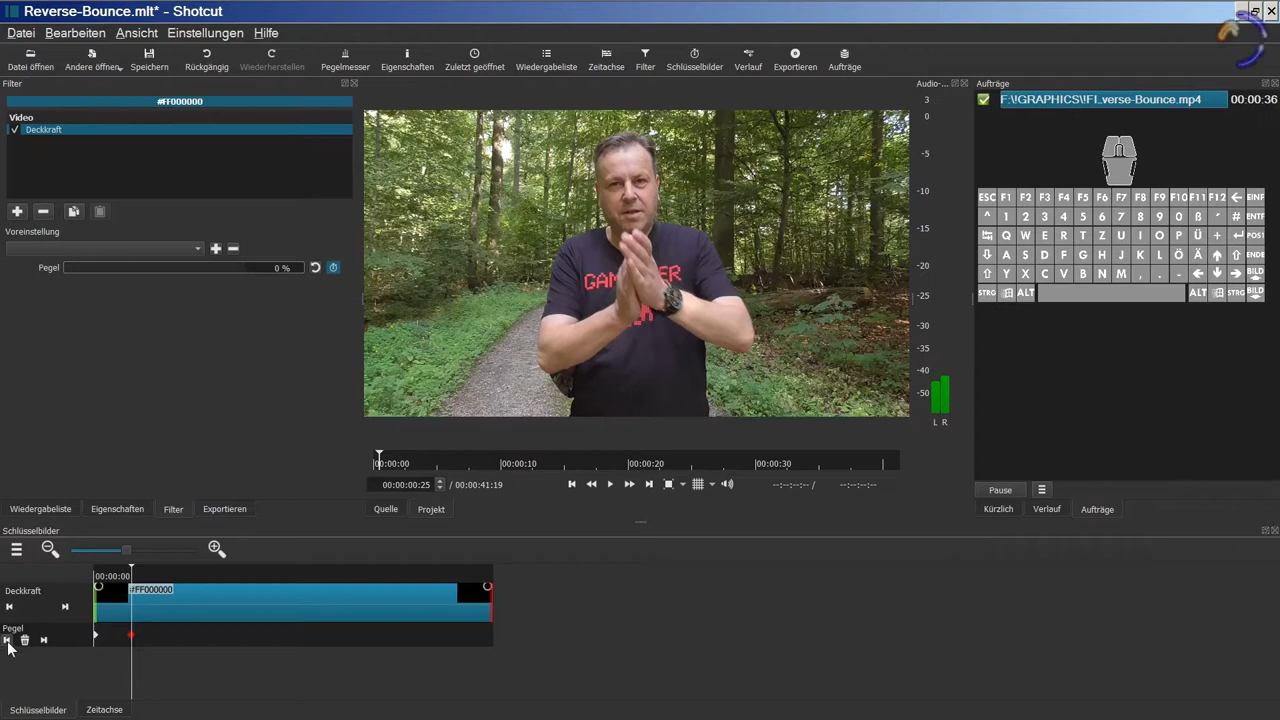 Reverse-Bounce.mlt* - Shotcut
Datei Bearbeiten Ansicht Einstellungen Hilfe
Datei öffnen Andere öffnen Speichern Rückgängig Wiederherstellen Pegelmesser Eigenschaften Zuletzt geöffnet Wiedergabeliste Zeitachse Filter Schlüsselbilder Verlauf Exportieren Aufträge
Filter
#FF000000
Video
Deckkraft
Voreinstellung
Pegel 0 %
Audio-...
3
0
-5
-10
-15
-20
-25
-30
-35
-40
-50
L R
00:00:00 00:00:10 00:00:20 00:00:30
00:00:00:25 / 00:00:41:19 --:--:--:-- / --:--:--:--
Wiedergabeliste Eigenschaften Filter Exportieren
Quelle Projekt
Aufträge
F:\!GRAPHICS\!FI..verse-Bounce.mp4 00:00:36
ESC F1 F2 F3 F4 F5 F6 F7 F8 F9 F10 F11 F12 EINF
^ 1 2 3 4 5 6 7 8 9 0 ß ´ # ENTF
Q W E R T Z U I O P Ü + POS1
A S D F G H J K L Ö Ä ENDE
Y X C V B N M , . - BILD
STRG ALT ALT STRG BILD
Pause
Kürzlich Verlauf Aufträge
Schlüsselbilder
00:00:00
Deckkraft
#FF000000
Pegel
Schlüsselbilder Zeitachse